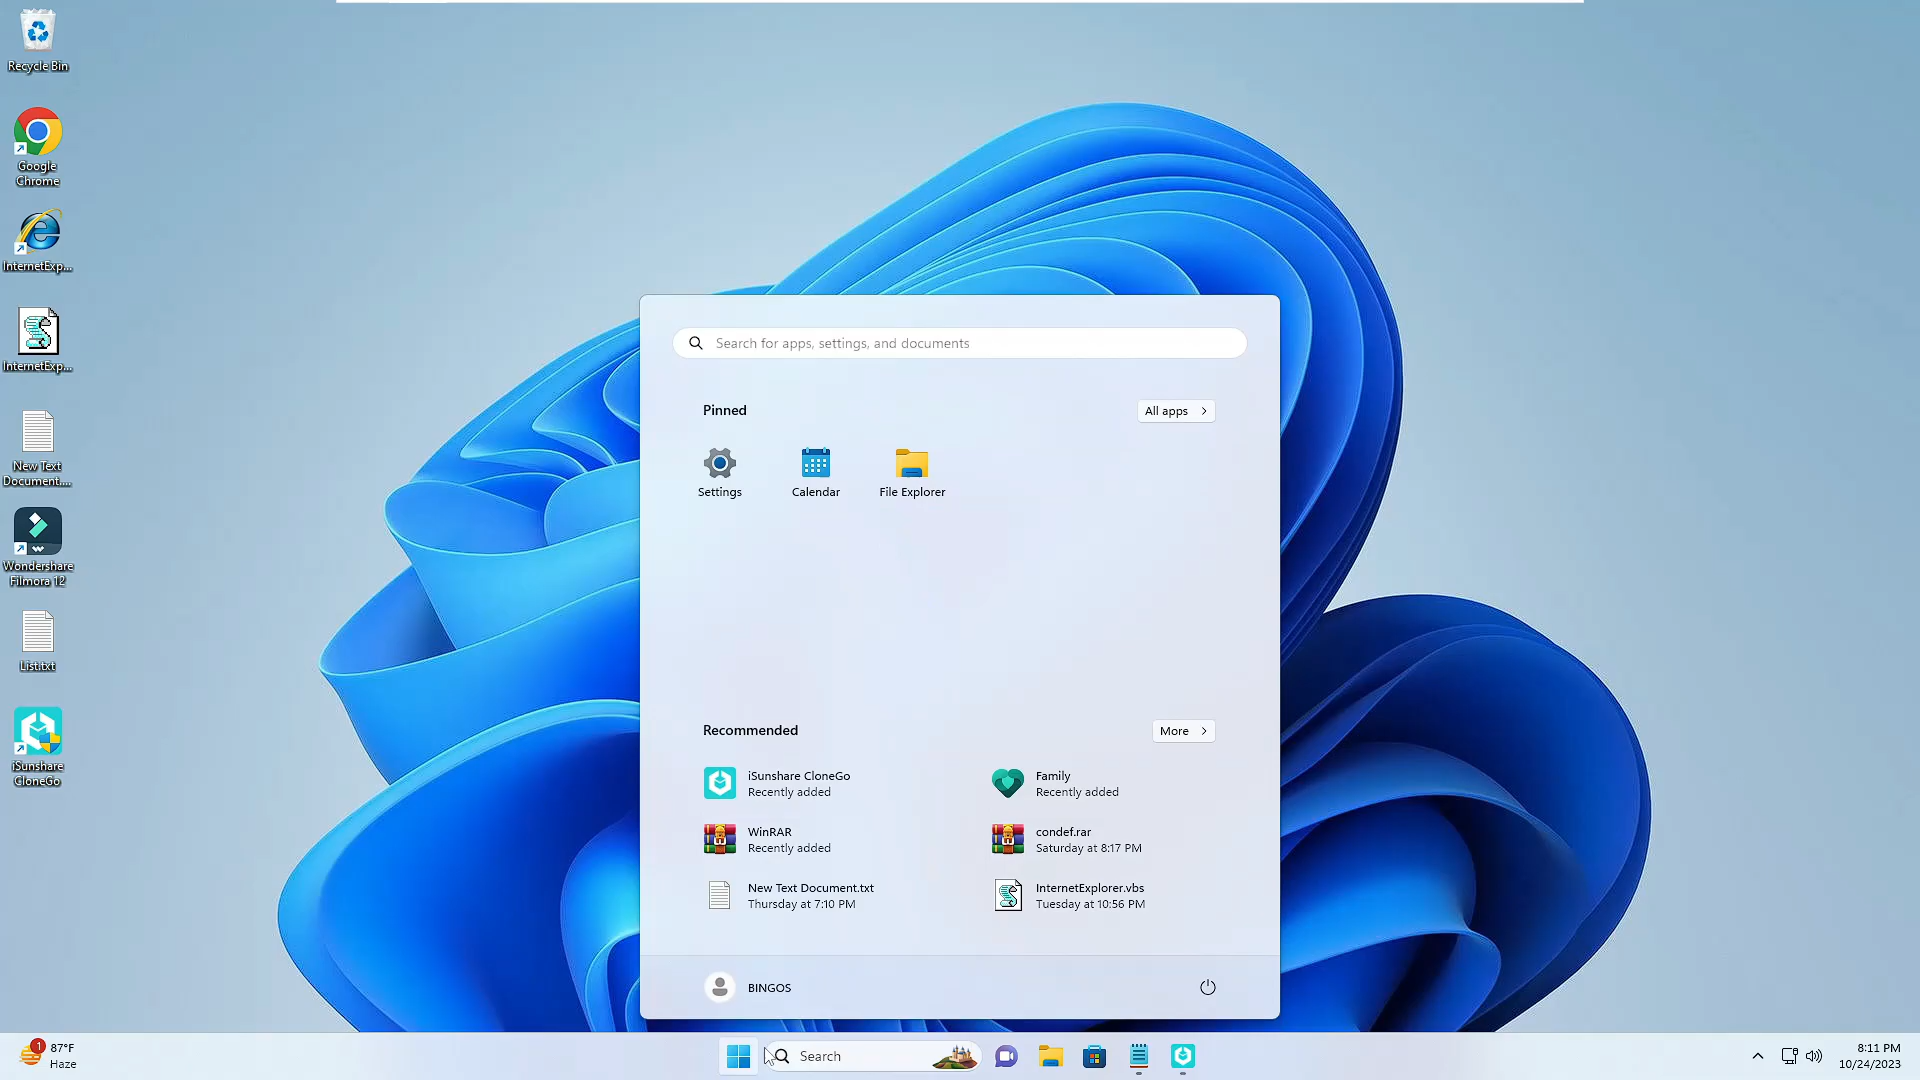 Recycle Bin
Google
Chrome
InternetExp...
InternetExp...
New Text
Document....
Wondershare
Filmora 12
List.txt
iSunshare
CloneGo
Search for apps, settings, and documents
Pinned
All apps
Settings
Calendar
File Explorer
Recommended
More
iSunshare CloneGo
Recently added
Family
Recently added
WinRAR
Recently added
condef.rar
Saturday at 8:17 PM
New Text Document.txt
Thursday at 7:10 PM
InternetExplorer.vbs
Tuesday at 10:56 PM
BINGOS
1
87°F
Haze
Search
8:11 PM
10/24/2023